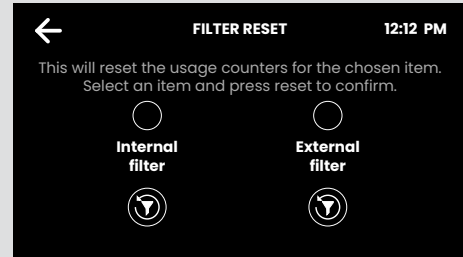 FILTER RESET 12:12 PM
This will reset the usage counters for the chosen item.
Select an item and press reset to confirm.
Internal External
filter filter